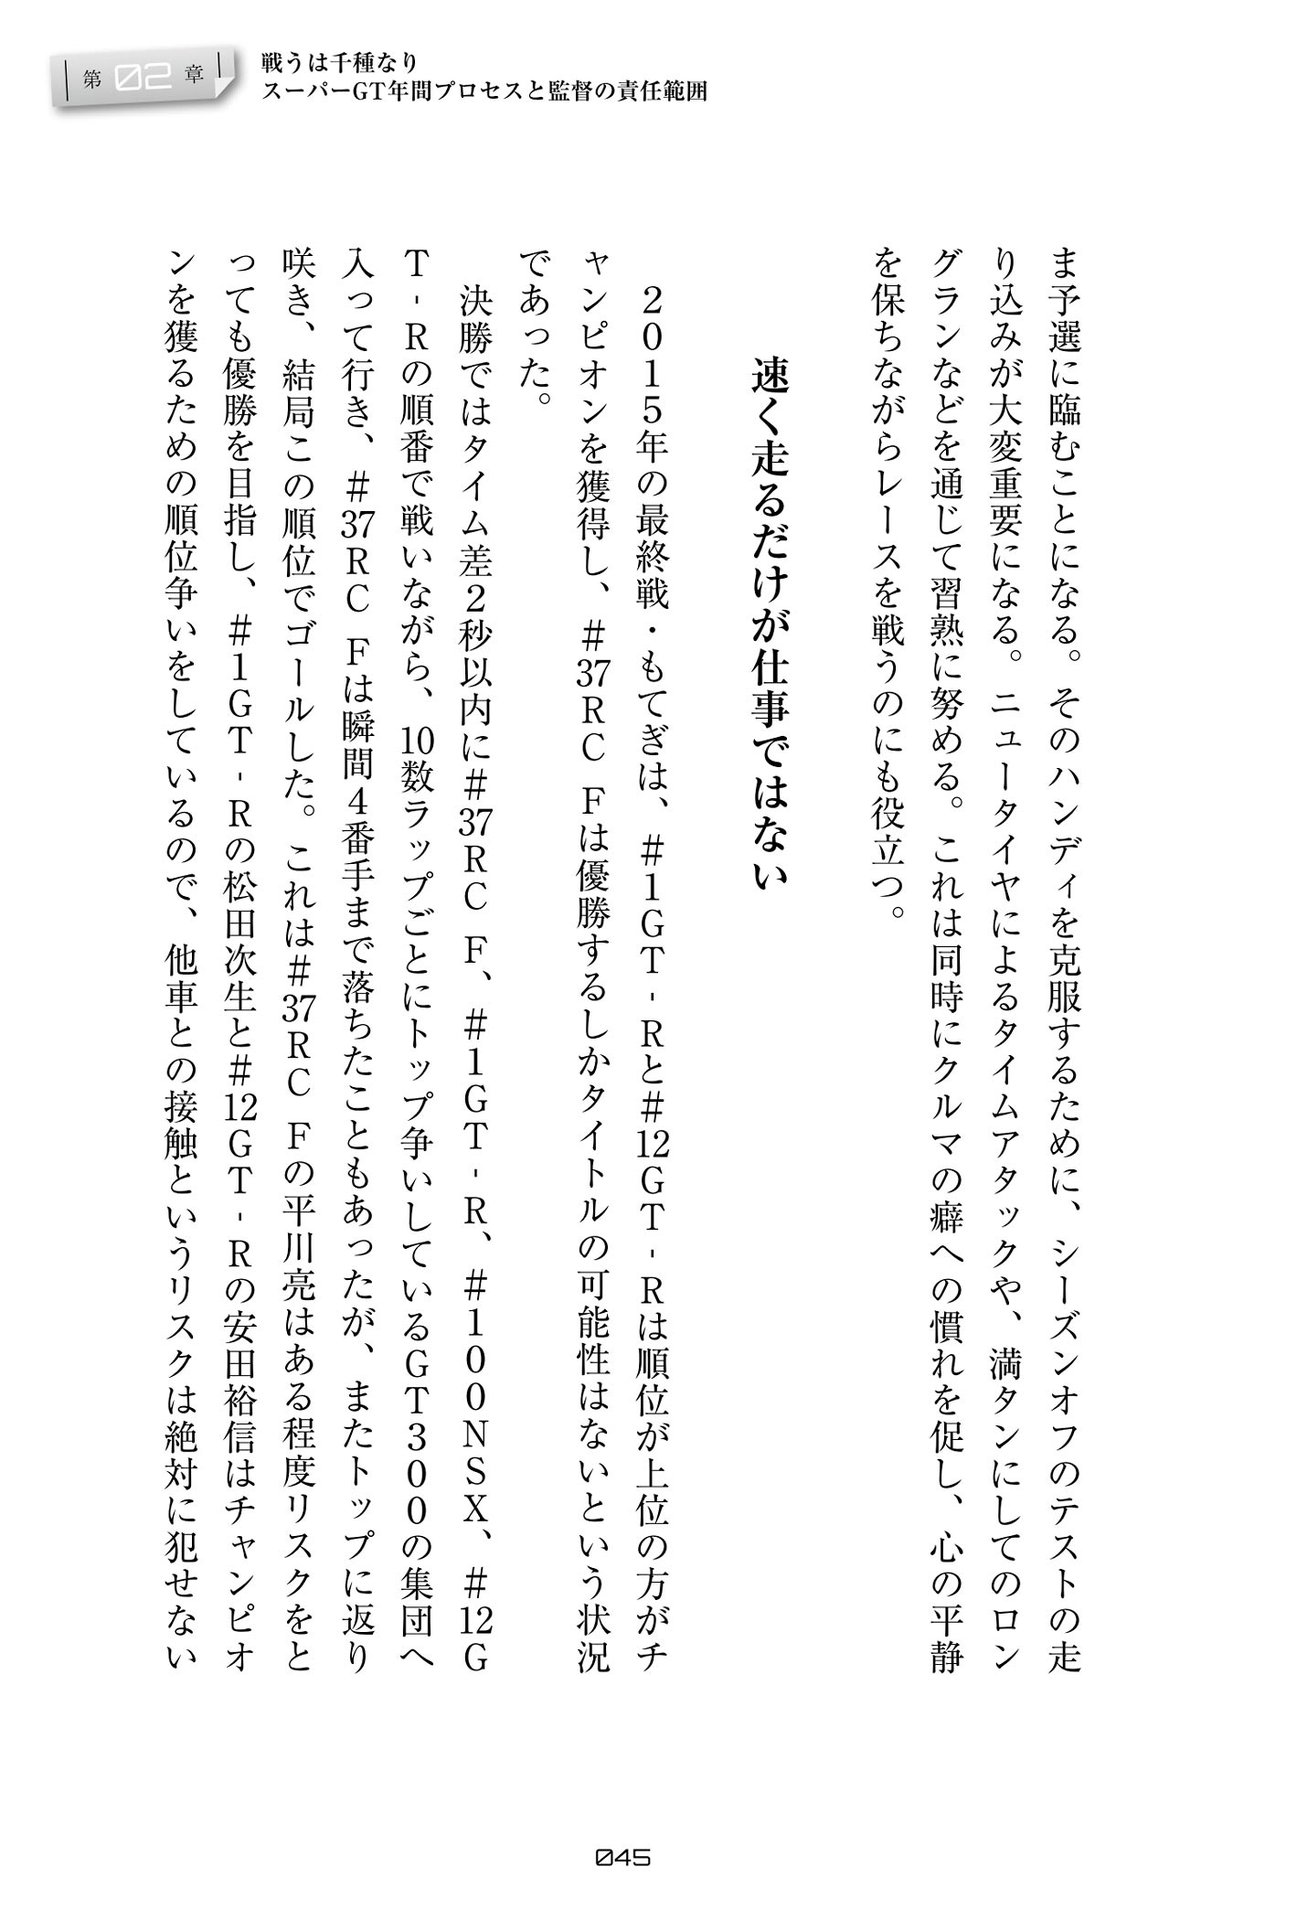 第02章
戦うは千種なり
スーパーGT年間プロセスと監督の責任範囲
ま予選に臨むことになる。そのハンディを克服するために、シーズンオフのテストの走
り込みが大変重要になる。ニュータイヤによるタイムアタックや、満タンにしてのロン
グランなどを通じて習熟に努める。これは同時にクルマの癖への慣れを促し、心の平静
を保ちながらレースを戦うのにも役立つ。
速く走るだけが仕事ではない
　２０１５年の最終戦・もてぎは、＃１ＧＴ-Ｒと＃12ＧＴ-Ｒは順位が上位の方がチ
ャンピオンを獲得し、＃37ＲＣ Ｆは優勝するしかタイトルの可能性はないという状況
であった。
　決勝ではタイム差２秒以内に＃37ＲＣ Ｆ、＃１ＧＴ-Ｒ、＃１００ＮＳＸ、＃12Ｇ
Ｔ-Ｒの順番で戦いながら、10数ラップごとにトップ争いしているＧＴ３００の集団へ
入って行き、＃37ＲＣ Ｆは瞬間４番手まで落ちたこともあったが、またトップに返り
咲き、結局この順位でゴールした。これは＃37ＲＣ Ｆの平川亮はある程度リスクをと
っても優勝を目指し、＃１ＧＴ-Ｒの松田次生と＃12ＧＴ-Ｒの安田裕信はチャンピオ
ンを獲るための順位争いをしているので、他車との接触というリスクは絶対に犯せない
045